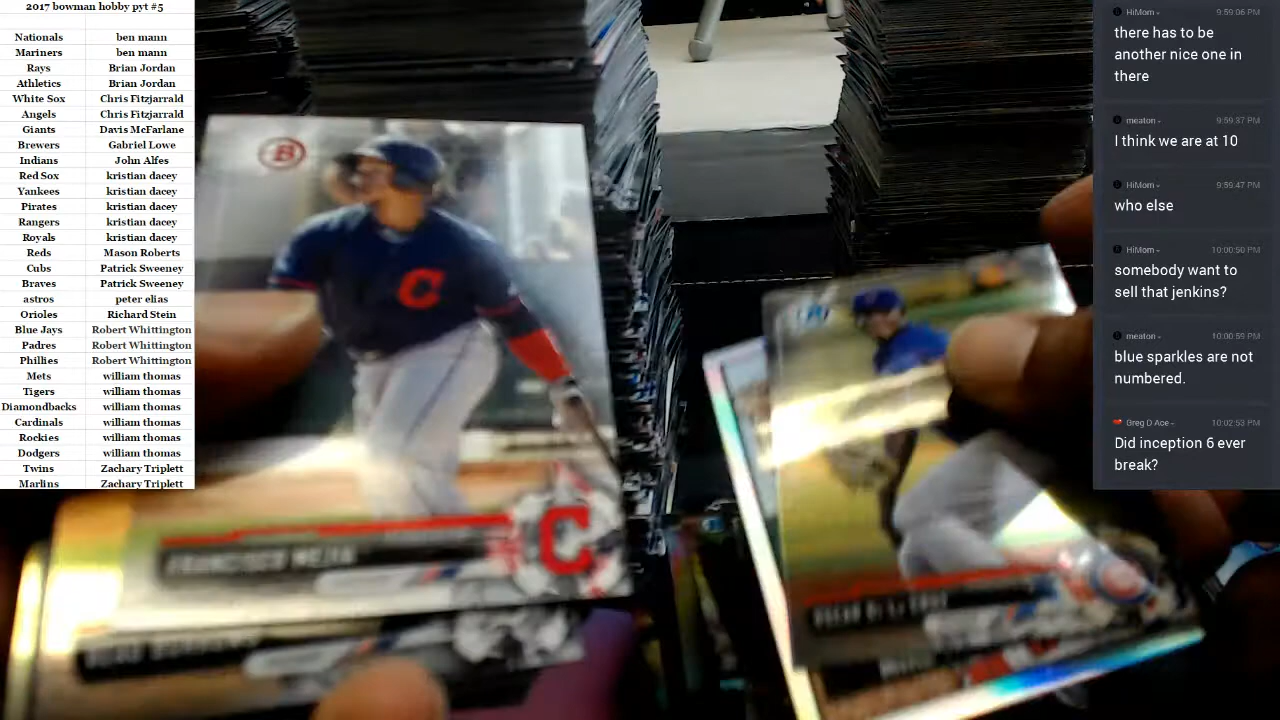 2017 bowman hobby pyt #5
Nationals ben mann
Mariners ben mann
Rays Brian Jordan
Athletics Brian Jordan
White Sox Chris Fitzjarrald
Angels Chris Fitzjarrald
Giants Davis McFarlane
Brewers Gabriel Lowe
Indians John Alfes
Red Sox kristian dacey
Yankees kristian dacey
Pirates kristian dacey
Rangers kristian dacey
Royals kristian dacey
Reds Mason Roberts
Cubs Patrick Sweeney
Braves Patrick Sweeney
astros peter elias
Orioles Richard Stein
Blue Jays Robert Whittington
Padres Robert Whittington
Phillies Robert Whittington
Mets william thomas
Tigers william thomas
Diamondbacks william thomas
Cardinals william thomas
Rockies william thomas
Dodgers william thomas
Twins Zachary Triplett
Marlins Zachary Triplett
B
C
FRANCISCO MEJIA
C
HiMom 9:59:06 PM
there has to be
another nice one in
there
meaton 9:59:37 PM
I think we are at 10
HiMom 9:59:47 PM
who else
HiMom 10:00:50 PM
somebody want to
sell that jenkins?
meaton 10:00:59 PM
blue sparkles are not
numbered.
Greg D Ace 10:02:53 PM
Did inception 6 ever
break?